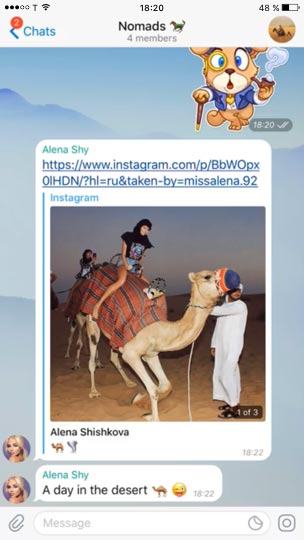 ●●●○○ T 18:20 8%
2
Chats
Nomads 🐎
4 members
18:20
Alena Shy
https://www.instagram.com/p/BbWOpx
0lHDN/?hl=ru&taken-by=missalena.92
Instagram
1 of 3
Alena Shishkova
🐪
18:22
Alena Shy
A day in the desert 🐪 😜 18:22
Message